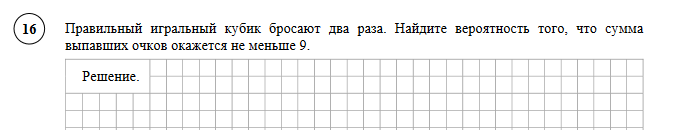 16 Правильный игральный кубик бросают два раза. Найдите вероятность того, что сумма
выпавших очков окажется не меньше 9.
Решение.